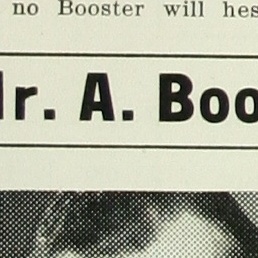 no Booster will hes
r. A. Boo